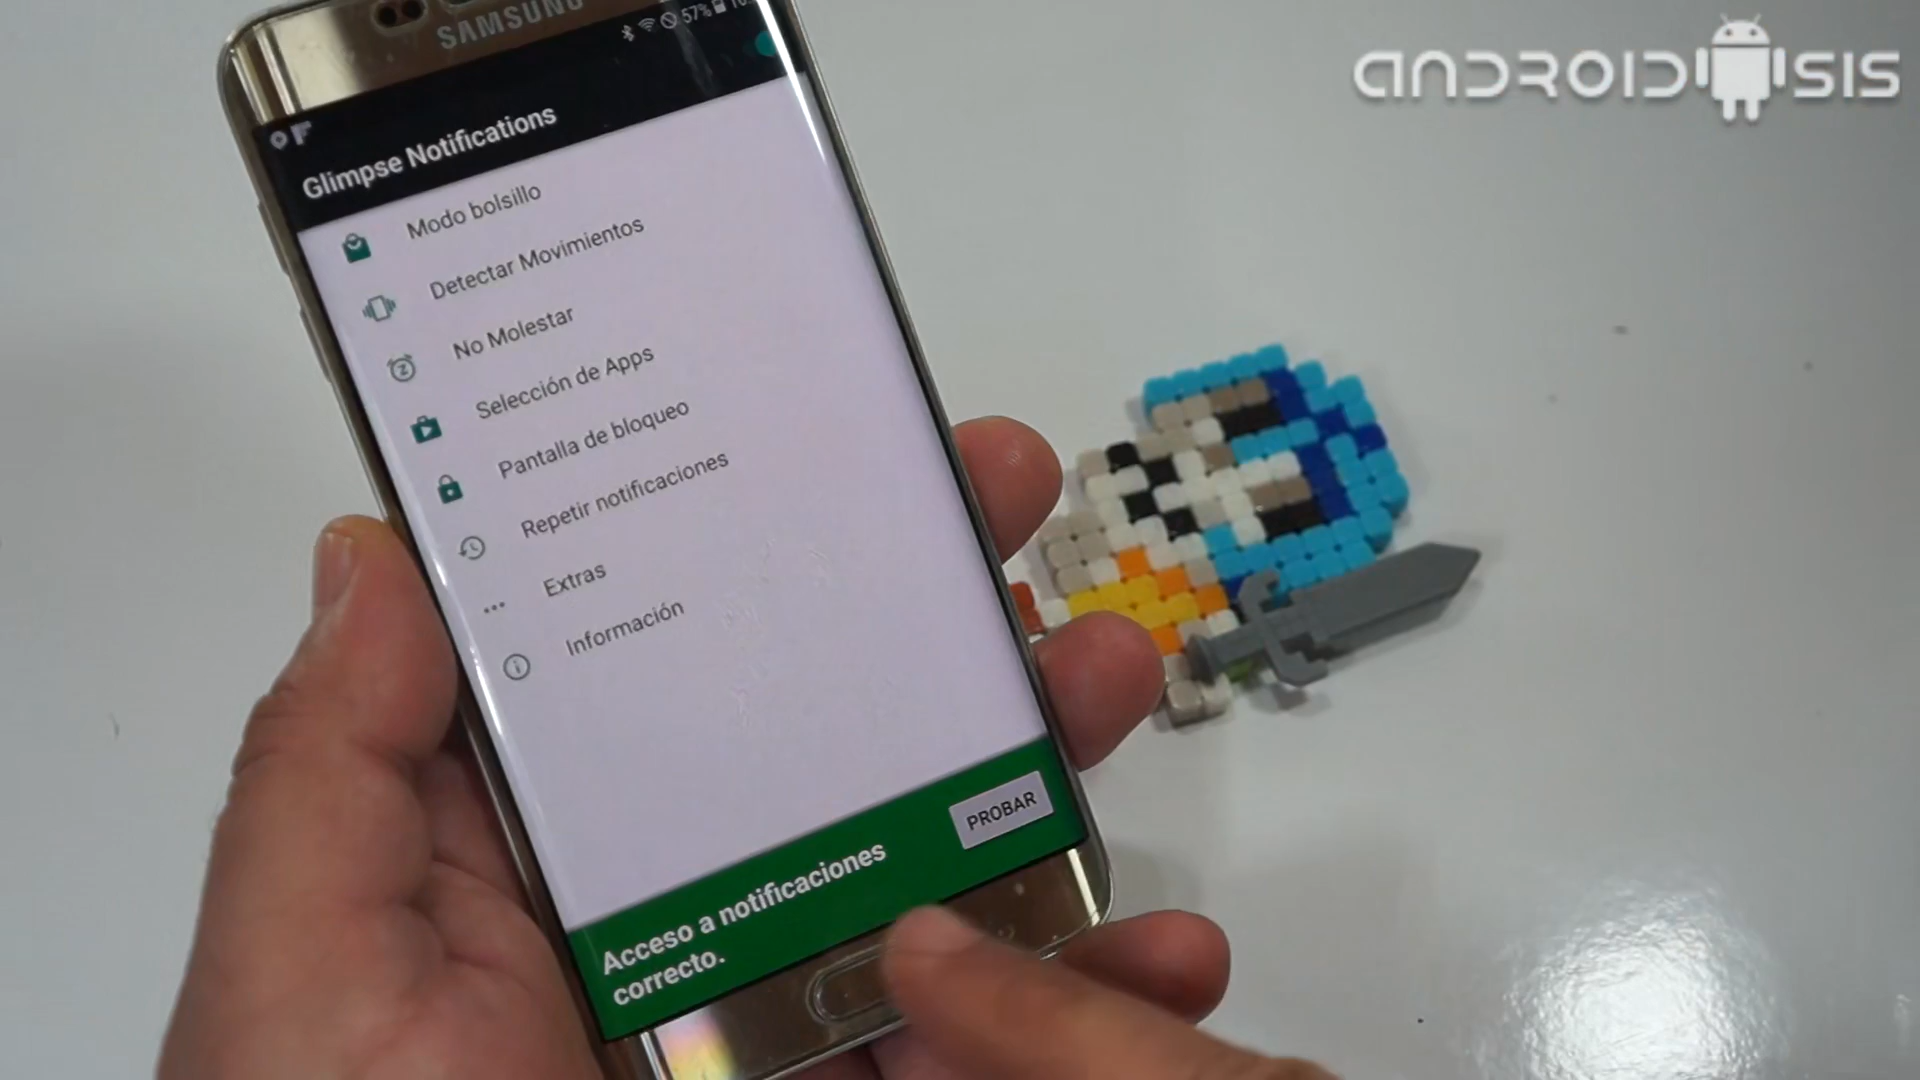 SAMSUNG
57%
Glimpse Notifications
Modo bolsillo
Detectar Movimientos
No Molestar
Selección de Apps
Pantalla de bloqueo
Repetir notificaciones
Extras
Información
Acceso a notificaciones
correcto.
PROBAR
ANDROIDSIS